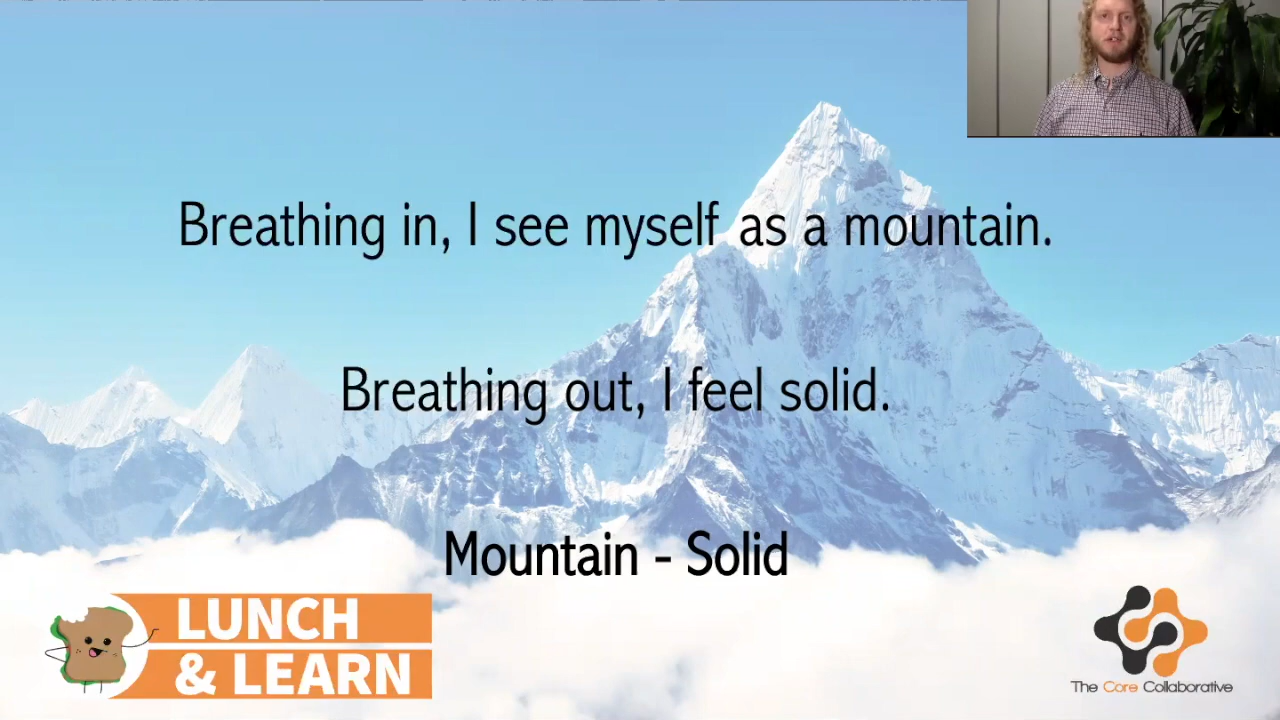 Breathing in, I see myself as a mountain.
Breathing out, I feel solid.
Mountain - Solid
LUNCH
& LEARN
The Core Collaborative